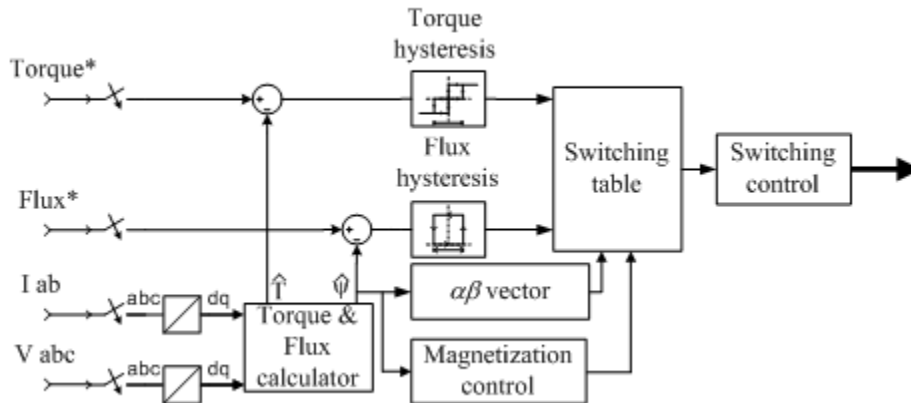 Torque
hysteresis
Torque*
Flux
hysteresis
Switching
table
Switching
control
Flux*
I ab
abc
dq
T̂
ψ̂
Torque &
Flux
calculator
αβ vector
V abc
abc
dq
Magnetization
control